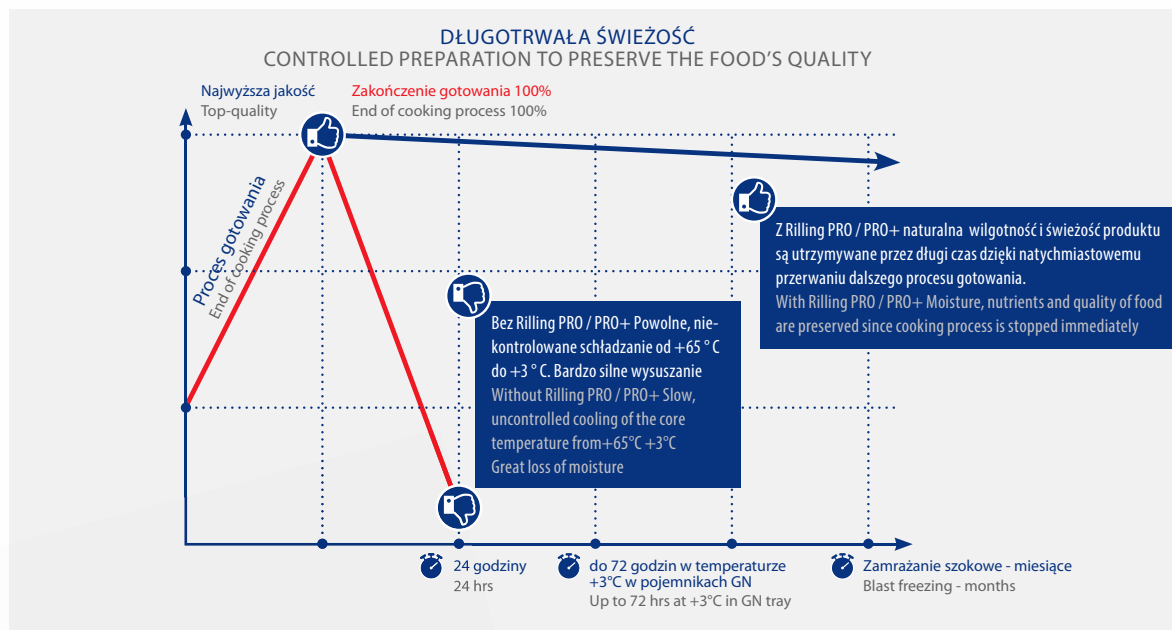 DŁUGOTRWAŁA ŚWIEŻOŚĆ
CONTROLLED PREPARATION TO PRESERVE THE FOOD'S QUALITY
Najwyższa jakość
Top-quality
Zakończenie gotowania 100%
End of cooking process 100%
Proces gotowania
End of cooking process
Z Rilling PRO / PRO+ naturalna wilgotność i świeżość produktu
są utrzymywane przez długi czas dzięki natychmiastowemu
przerwaniu dalszego procesu gotowania.
With Rilling PRO / PRO+ Moisture, nutrients and quality of food
are preserved since cooking process is stopped immediately
Bez Rilling PRO / PRO+ Powolne, nie-
kontrolowane schładzanie od +65 ° C
do +3 ° C. Bardzo silne wysuszanie
Without Rilling PRO / PRO+ Slow,
uncontrolled cooling of the core
temperature from+65°C +3°C
Great loss of moisture
24 godziny
24 hrs
do 72 godzin w temperaturze
+3°C w pojemnikach GN
Up to 72 hrs at +3°C in GN tray
Zamrażanie szokowe - miesiące
Blast freezing - months